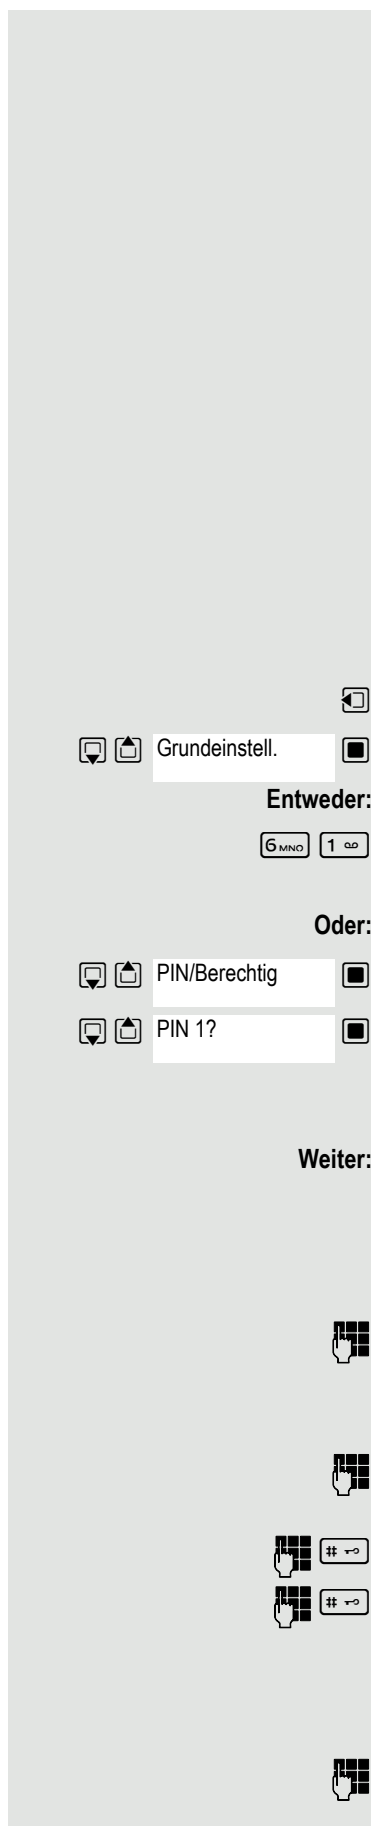 Grundeinstell.
Entweder:
6 MNO 1
Oder:
PIN/Berechtig
PIN 1?
Weiter:
#
#